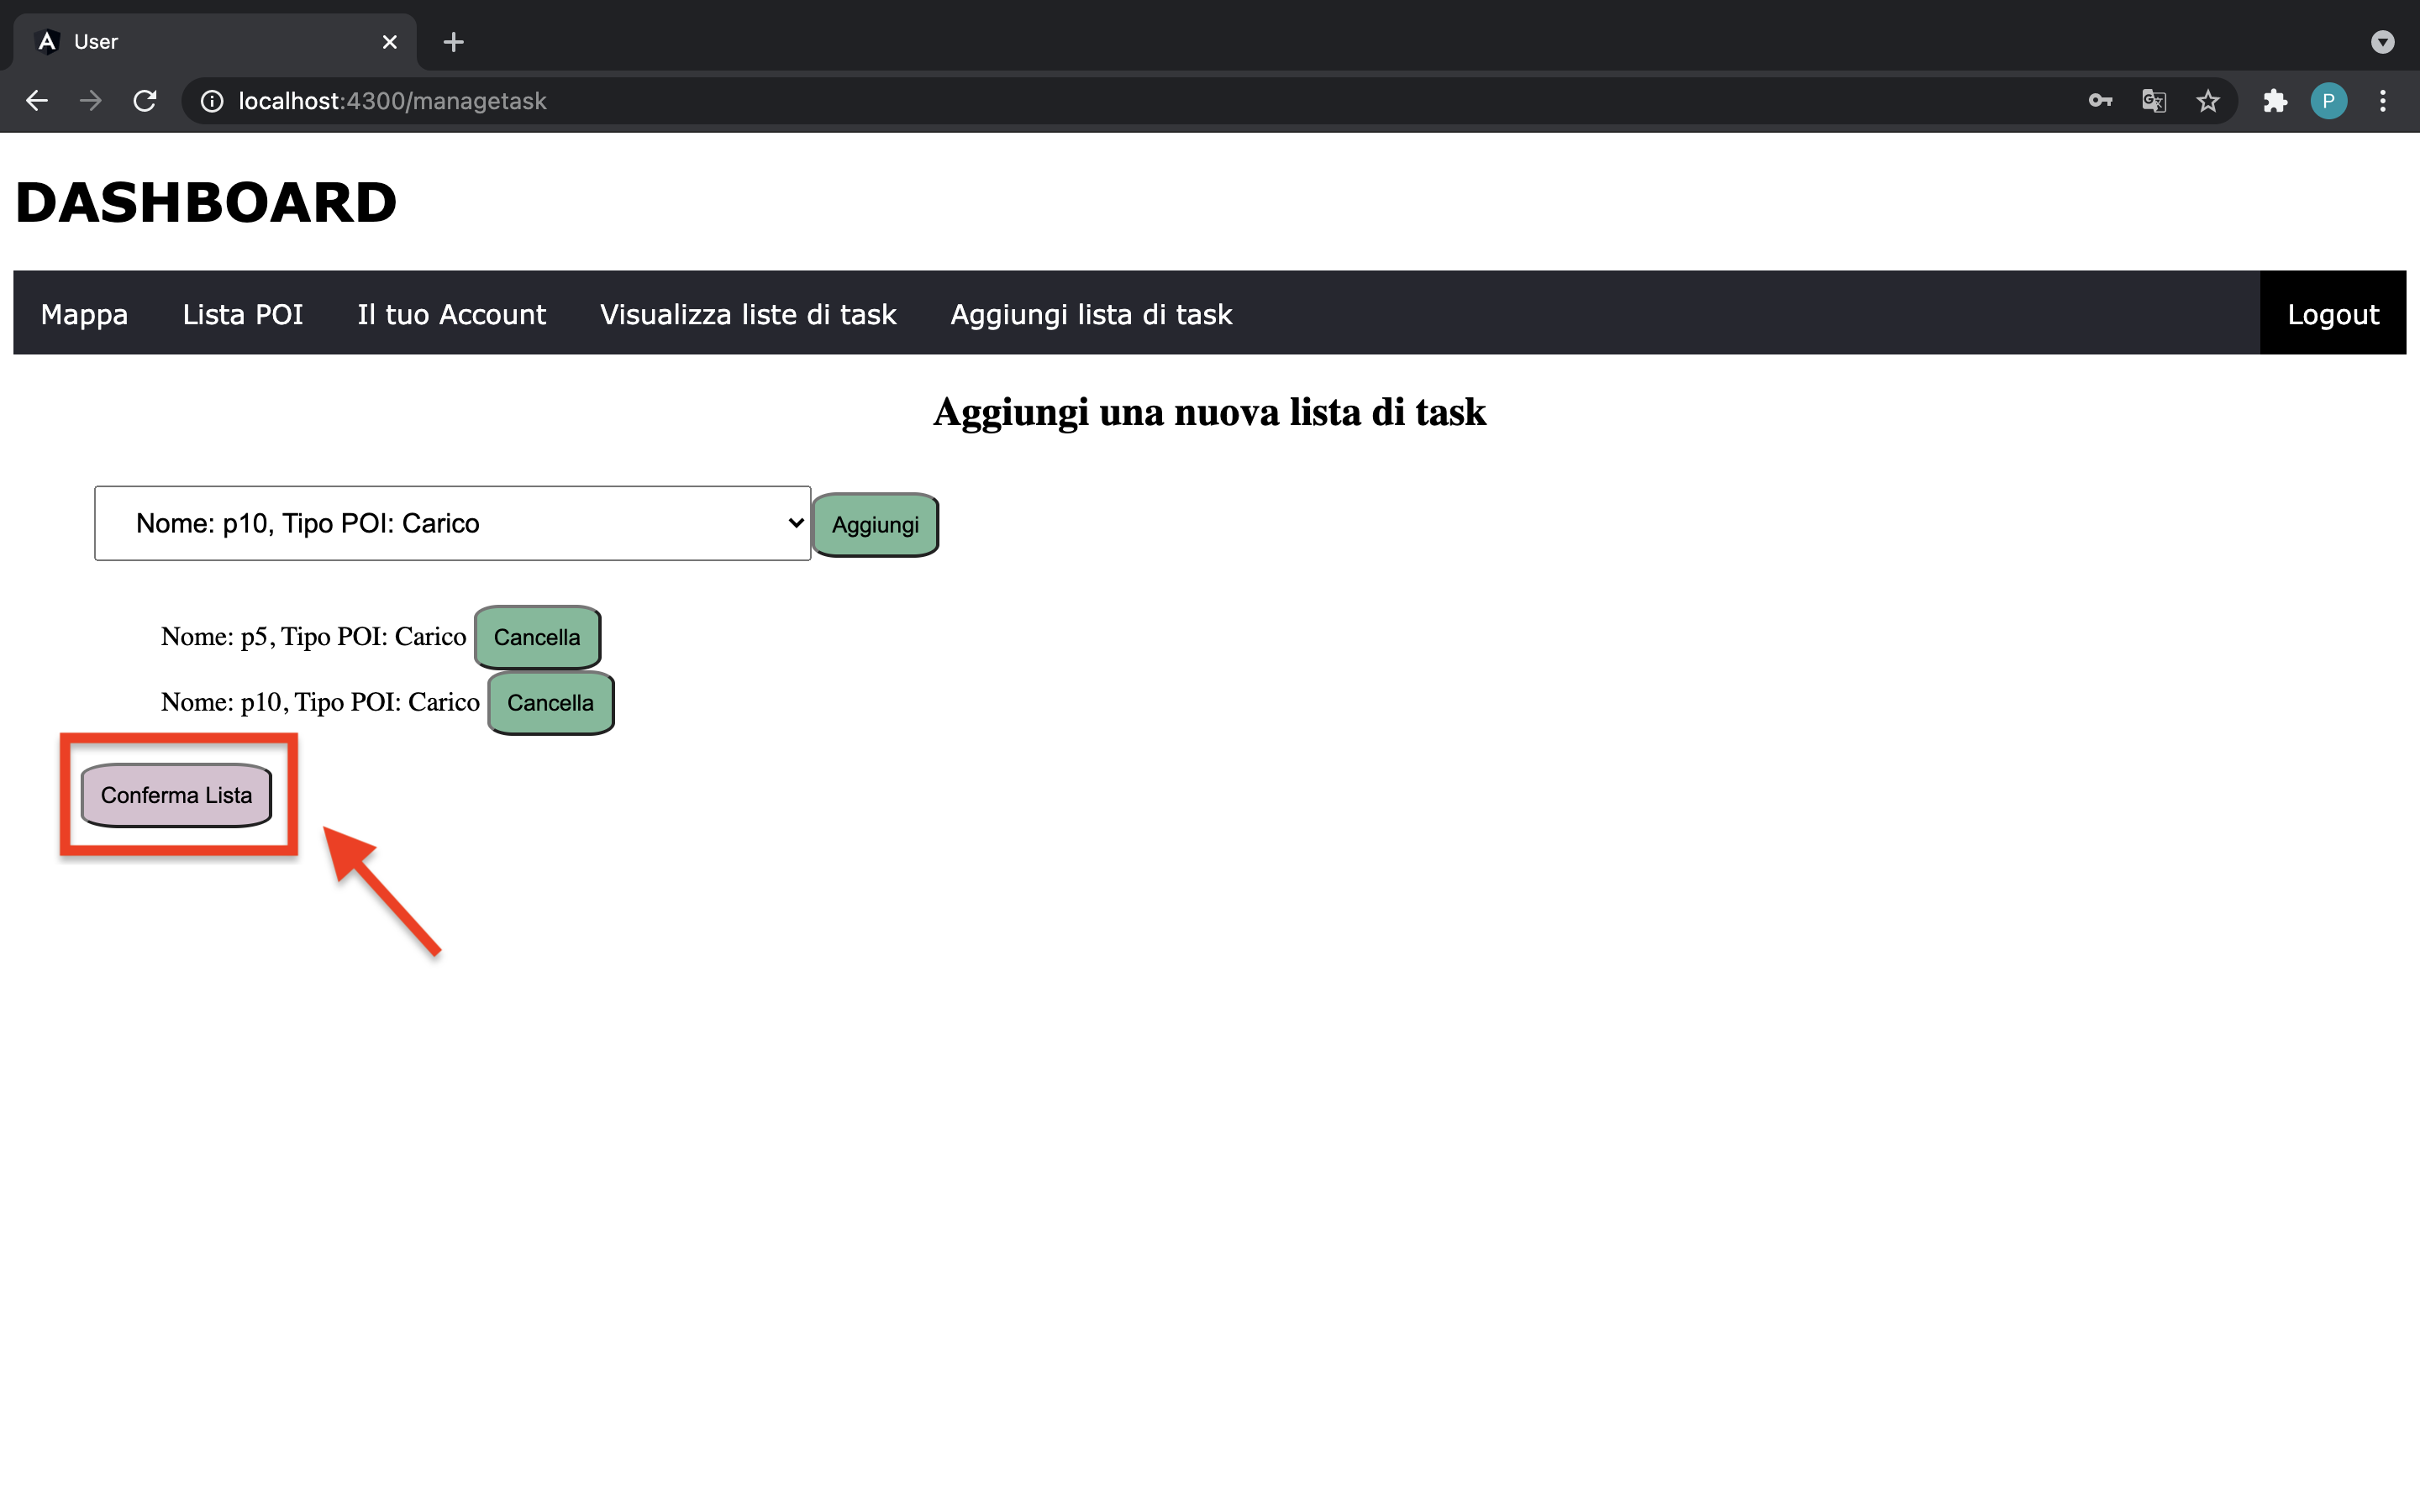 User
localhost:4300/managetask
P
DASHBOARD
Mappa Lista POI Il tuo Account Visualizza liste di task Aggiungi lista di task Logout
Aggiungi una nuova lista di task
Nome: p10, Tipo POI: Carico Aggiungi
Nome: p5, Tipo POI: Carico Cancella
Nome: p10, Tipo POI: Carico Cancella
Conferma Lista